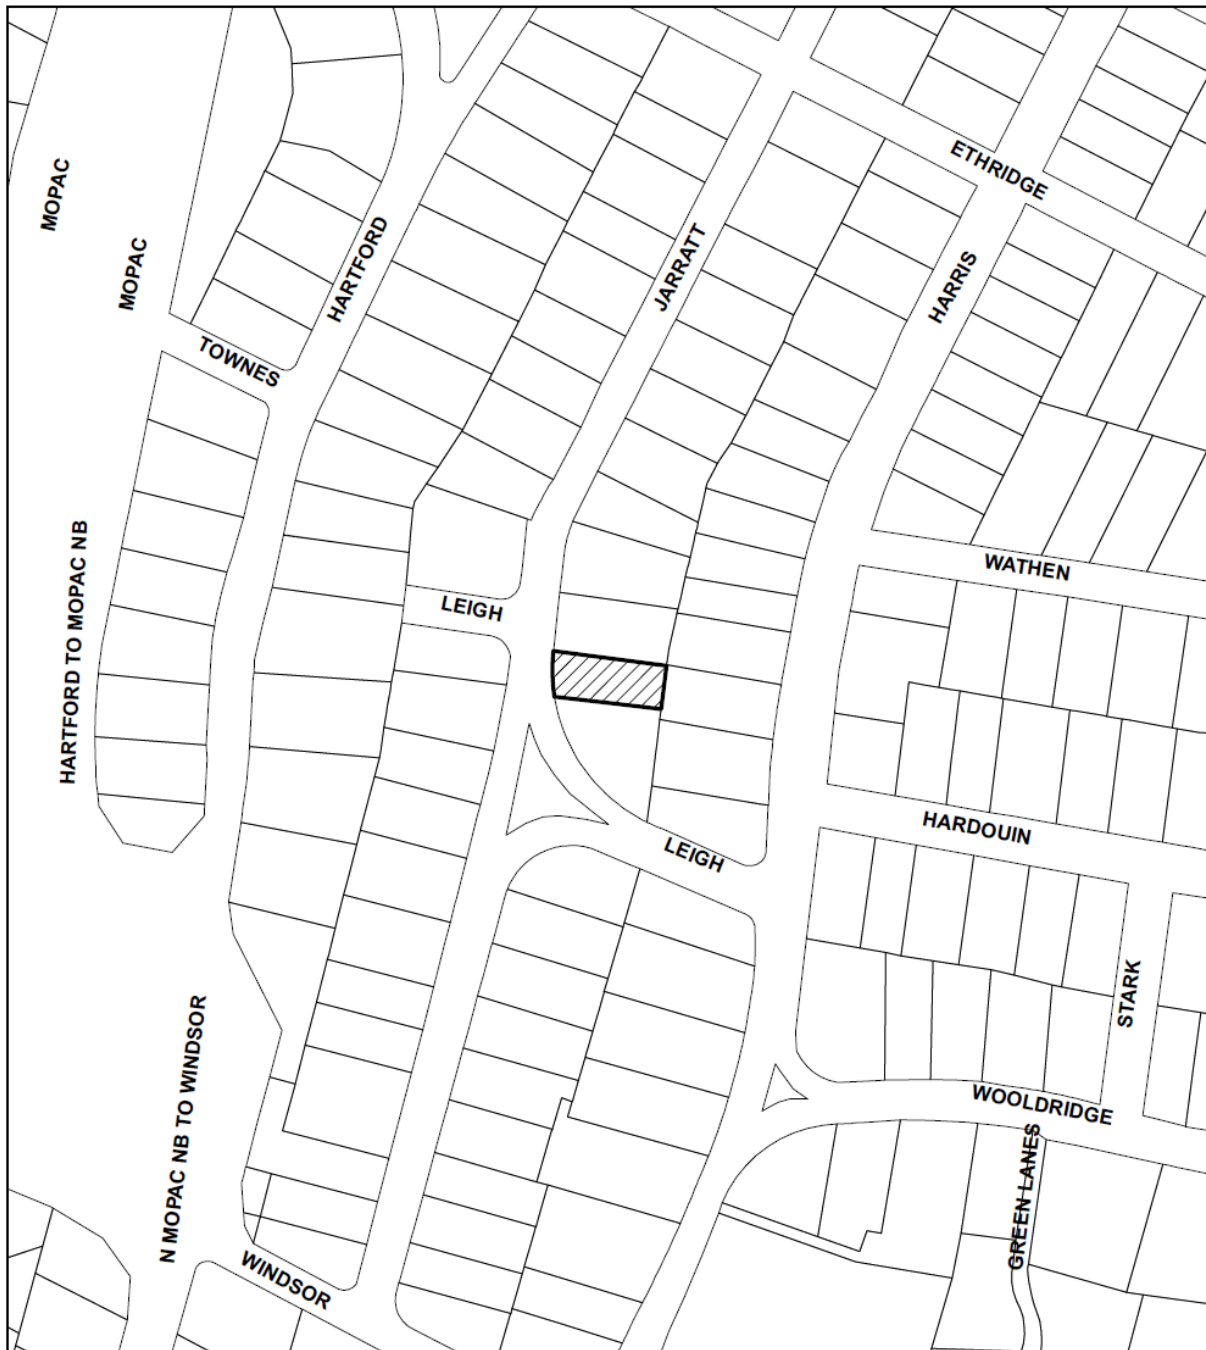 ETHRIDGE
MOPAC
MOPAC
HARTFORD
JARRATT
HARRIS
TOWNES
WATHEN
LEIGH
HARTFORD TO MOPAC NB
HARDOUIN
LEIGH
STARK
N MOPAC NB TO WINDSOR
WOOLDRIDGE
GREEN LANES
WINDSOR